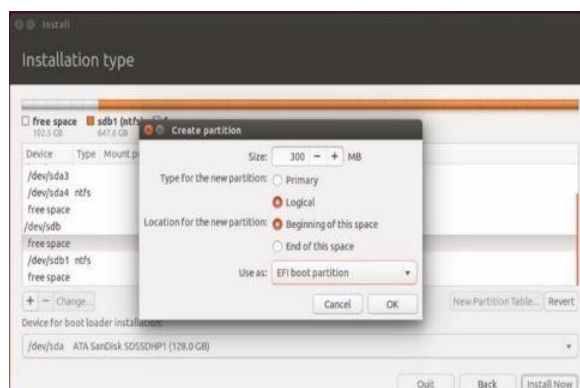 Install
Installation type
free space sdb1 (ntfs)
102.5 GB 647.6 GB
Create partition
Size: 300 − + MB
Type for the new partition: Primary
Logical
Location for the new partition: Beginning of this space
End of this space
Use as: EFI boot partition
Cancel OK
Device Type Mount p
/dev/sda3
/dev/sda4 ntfs
free space
/dev/sdb
free space
/dev/sdb1 ntfs
free space
+ − Change... New Partition Table... Revert
Device for boot loader installation:
/dev/sda ATA SanDisk SDSSDHP1 (128.0 GB)
Quit Back Install Now